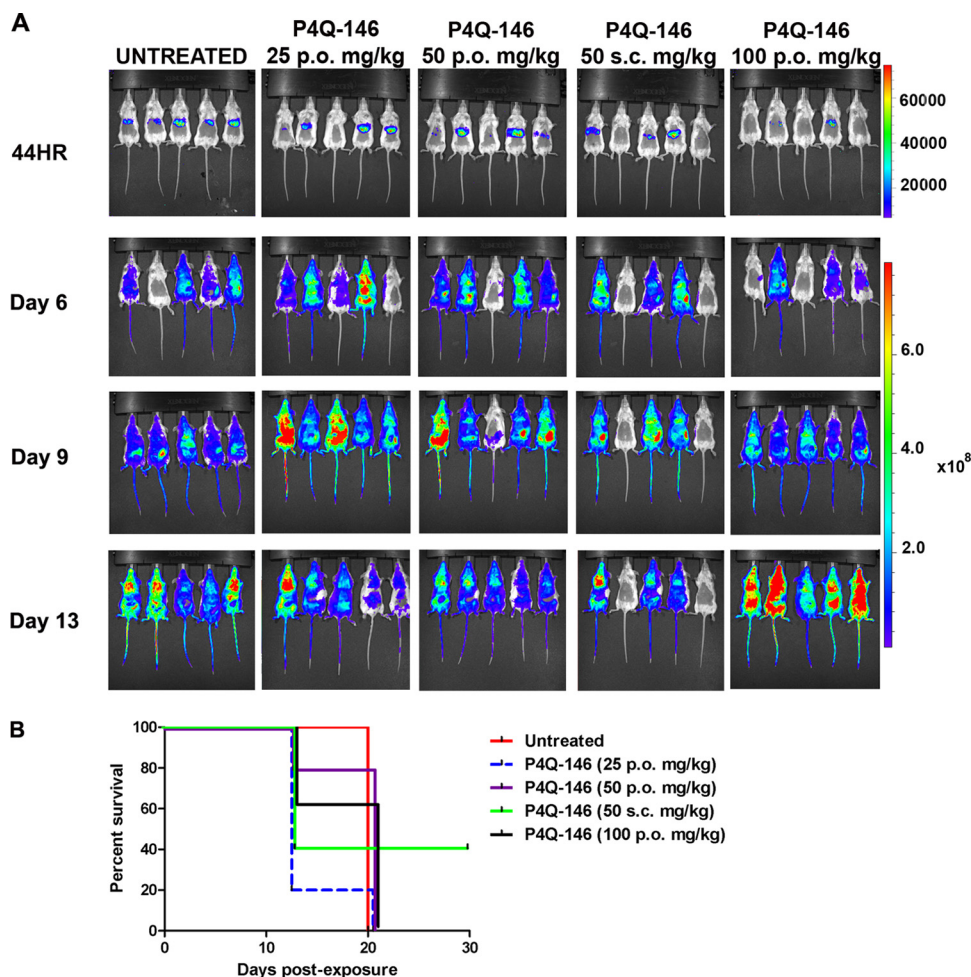 A
UNTREATED
P4Q-146
25 p.o. mg/kg
P4Q-146
50 p.o. mg/kg
P4Q-146
50 s.c. mg/kg
P4Q-146
100 p.o. mg/kg
44HR
60000
40000
20000
Day 6
6.0
Day 9
4.0
x10⁸
2.0
Day 13
B
Percent survival
100
80
60
40
20
0
0 10 20 30
Days post-exposure
Untreated
P4Q-146 (25 p.o. mg/kg)
P4Q-146 (50 p.o. mg/kg)
P4Q-146 (50 s.c. mg/kg)
P4Q-146 (100 p.o. mg/kg)